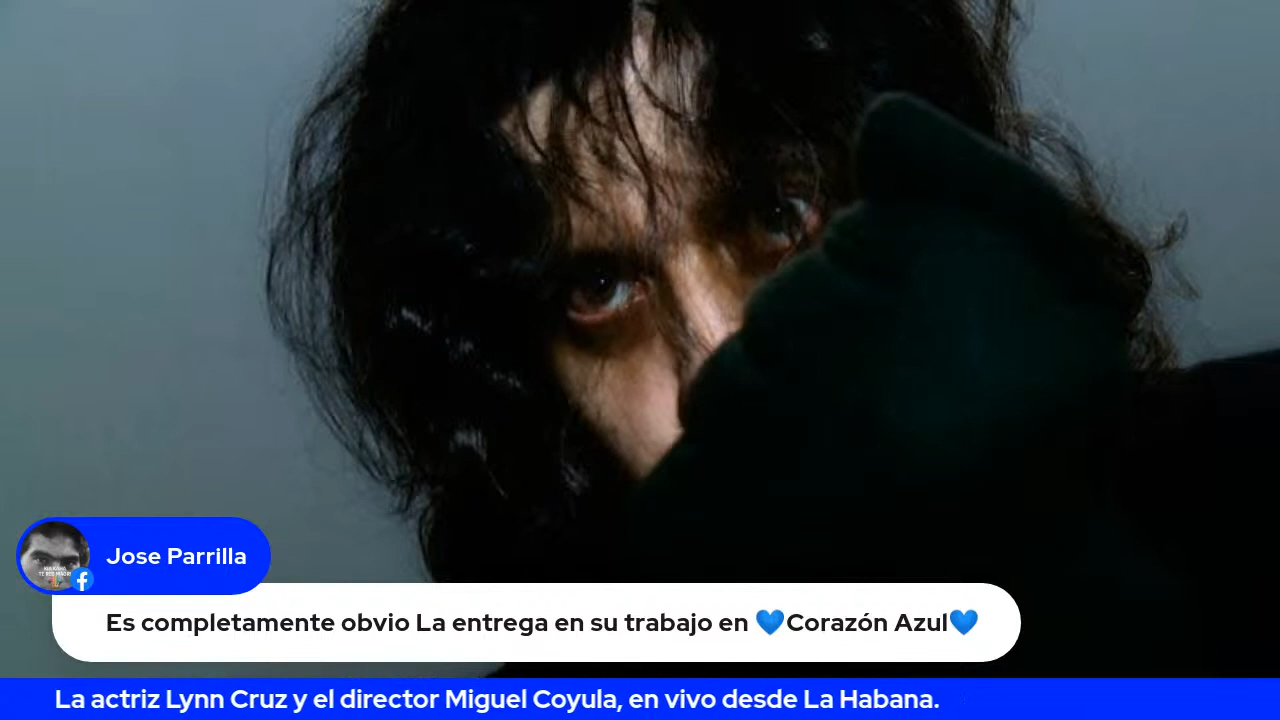 Jose Parrilla
Es completamente obvio La entrega en su trabajo en 💙Corazón Azul💙
La actriz Lynn Cruz y el director Miguel Coyula, en vivo desde La Habana.